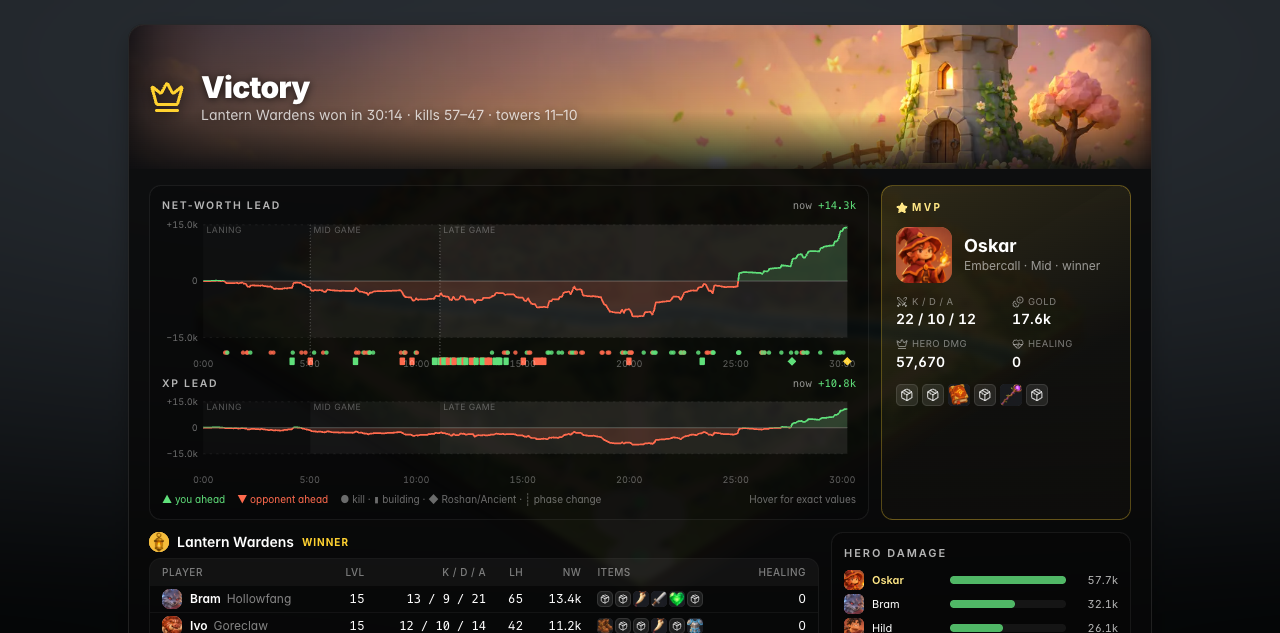 Victory
Lantern Wardens won in 30:14 · kills 57–47 · towers 11–10
NET-WORTH LEAD
now +14.3k
+15.0k
LANING
MID GAME
LATE GAME
0
−15.0k
0:00 5:00 10:00 15:00 20:00 25:00 30:00
XP LEAD
now +10.8k
+15.0k
LANING
MID GAME
LATE GAME
0
−15.0k
0:00 5:00 10:00 15:00 20:00 25:00 30:00
you ahead opponent ahead kill · building · Roshan/Ancient · phase change Hover for exact values
MVP
Oskar
Embercall · Mid · winner
K / D / A GOLD
22 / 10 / 12 17.6k
HERO DMG HEALING
57,670 0
Lantern Wardens WINNER
PLAYER LVL K / D / A LH NW ITEMS HEALING
Bram Hollowfang 15 13 / 9 / 21 65 13.4k 0
Ivo Goreclaw 15 12 / 10 / 14 42 11.2k 0
HERO DAMAGE
Oskar 57.7k
Bram 32.1k
Hild 26.1k